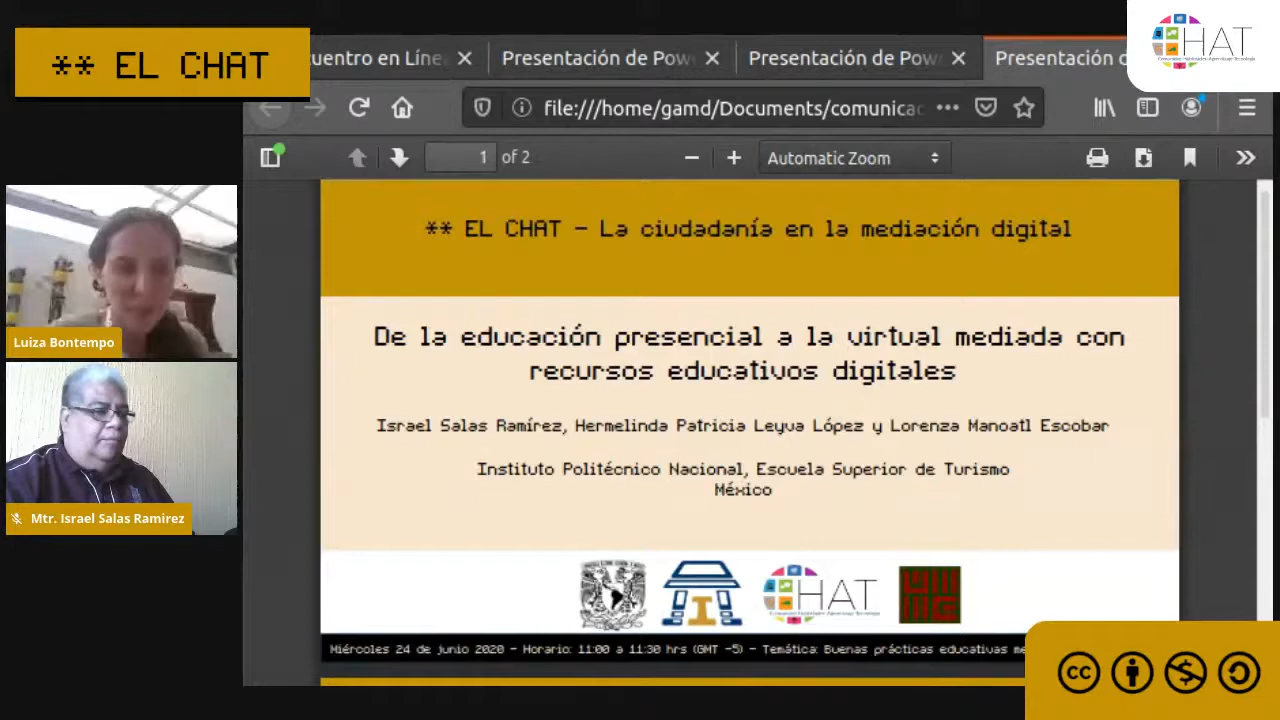 ** EL CHAT
uentro en Líne
Presentación de Pow
Presentación de Pow
Presentación d
HAT
file:///home/gamd/Documents/comunicac
1 of 2
Automatic Zoom
** EL CHAT - La ciudadanía en la mediación digital
De la educación presencial a la virtual mediada con
recursos educativos digitales
Israel Salas Ramírez, Hermelinda Patricia Leyva López y Lorenza Manoatl Escobar
Instituto Politécnico Nacional, Escuela Superior de Turismo
México
Luiza Bontempo
Mtr. Israel Salas Ramirez
HAT
Miércoles 24 de junio 2020 - Horario: 11:00 a 11:30 hrs (GMT -5) - Temática: Buenas prácticas educativas me
cc